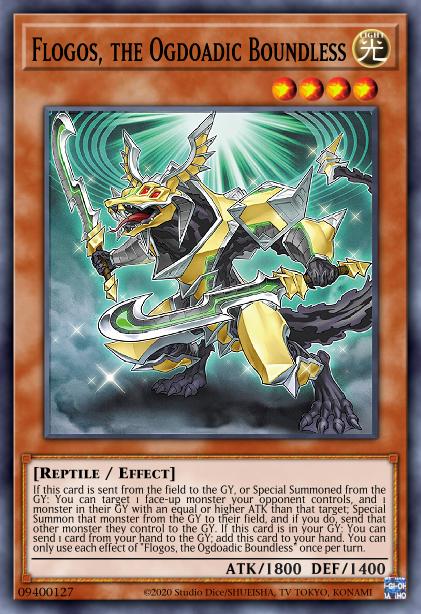 Flogos, the Ogdoadic Boundless
LIGHT
光
[Reptile / Effect]
If this card is sent from the field to the GY, or Special Summoned from the
GY: You can target 1 face-up monster your opponent controls, and 1
monster in their GY with an equal or higher ATK than that target; Special
Summon that monster from the GY to their field, and if you do, send that
other monster they control to the GY. If this card is in your GY: You can
send 1 card from your hand to the GY; add this card to your hand. You can
only use each effect of "Flogos, the Ogdoadic Boundless" once per turn.
ATK/1800 DEF/1400
09400127
©2020 Studio Dice/SHUEISHA, TV TOKYO, KONAMI